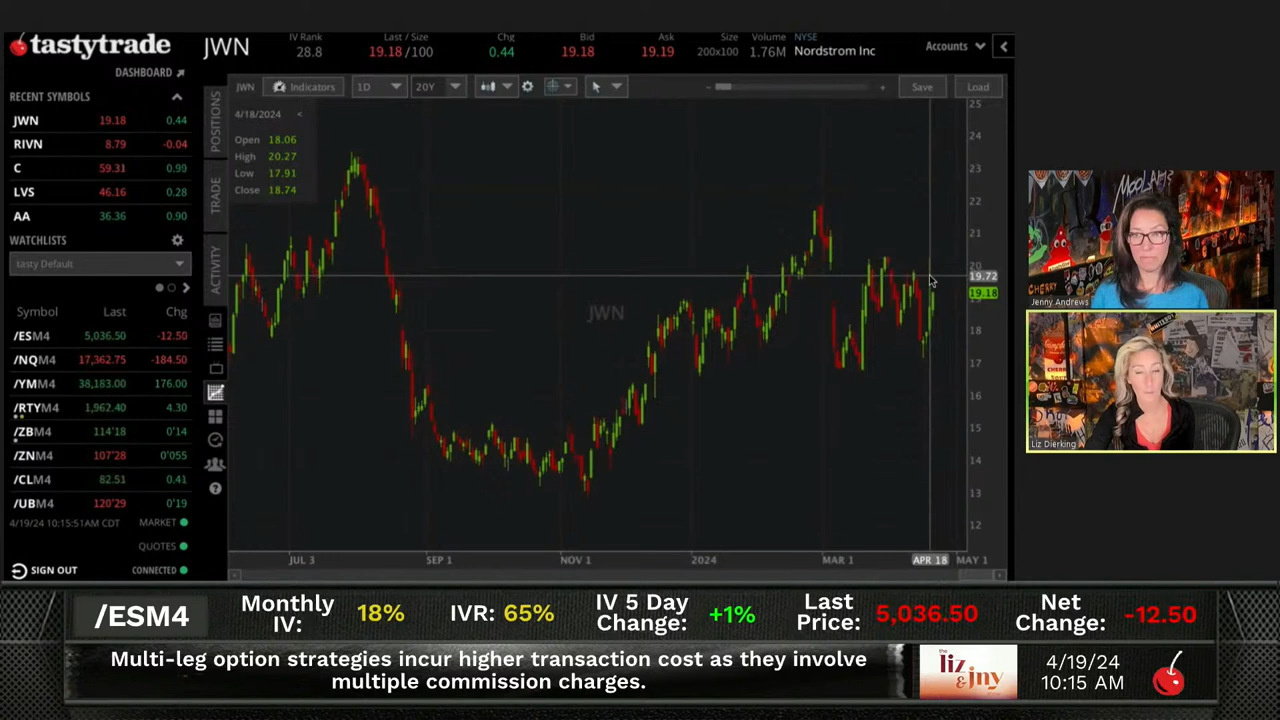 tastytrade
DASHBOARD
RECENT SYMBOLS
JWN 19.18 0.44
RIVN 8.79 -0.04
C 59.31 0.99
LVS 46.16 0.28
AA 36.36 0.90
WATCHLISTS
tasty Default
Symbol Last Chg
/ESM4 5,036.50 -12.50
/NQM4 17,362.75 -184.50
/YMM4 38,183.00 176.00
/RTYM4 1,962.40 4.30
/ZBM4 114'18 0'14
/ZNM4 107'28 0'055
/CLM4 82.51 0.41
/UBM4 120'29 0'19
4/19/24 10:15:51AM CDT MARKET
QUOTES
SIGN OUT CONNECTED
POSITIONS
TRADE
ACTIVITY
JWN
IV Rank
28.8
Last / Size
19.18 /100
Chg
0.44
Bid
19.18
Ask
19.19
Size
200x100
Volume
1.76M
NYSE
Nordstrom Inc
Accounts
JWN Indicators 1D 20Y - + Save Load
4/18/2024 <
Open 18.06
High 20.27
Low 17.91
Close 18.74
JWN
25
24
23
22
21
20
19.72
19.18
18
17
16
15
14
13
12
JUL 3 SEP 1 NOV 1 2024 MAR 1 APR 18 MAY 1
CHERRY
Jenny Andrews
Liz Dierking
/ESM4
Monthly
IV:
18%
IVR: 65%
IV 5 Day
Change:
+1%
Last
Price:
5,036.50
Net
Change:
-12.50
Multi-leg option strategies incur higher transaction cost as they involve
multiple commission charges.
the
liz
& jny
4/19/24
10:15 AM